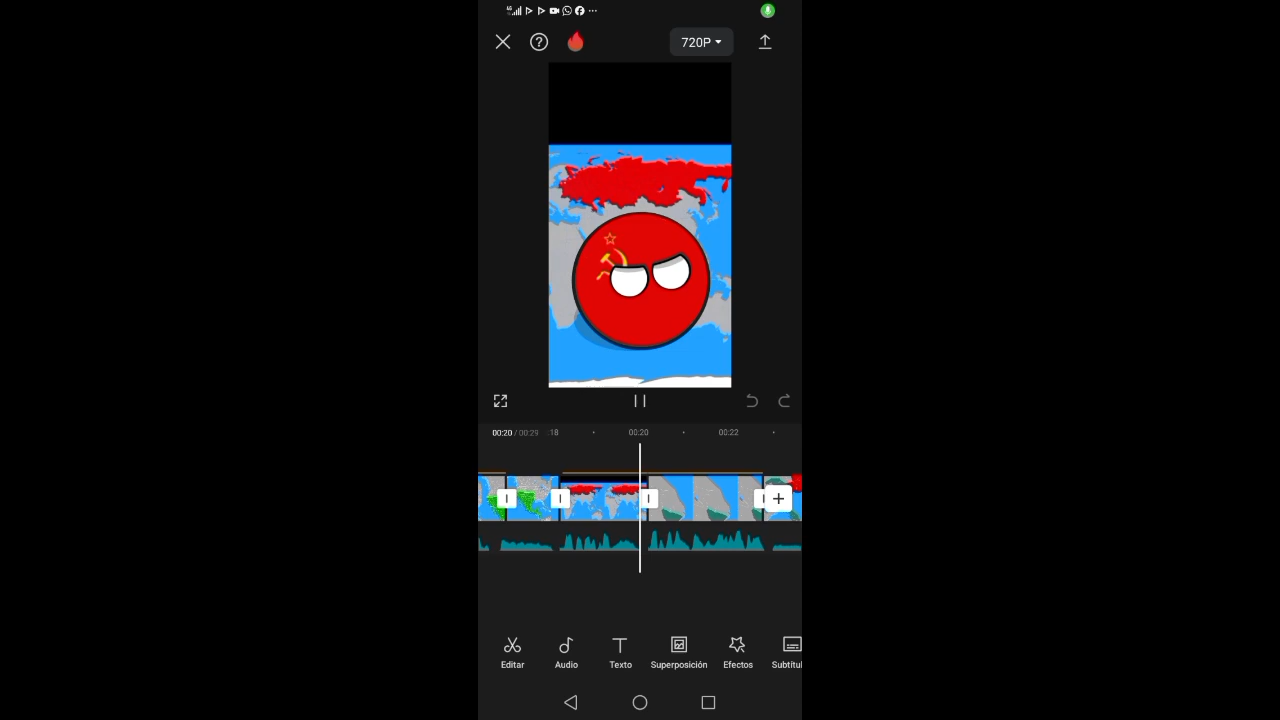 720P
00:20 / 00:29
:18
00:20
00:22
Editar
Audio
Texto
Superposición
Efectos
Subtítul